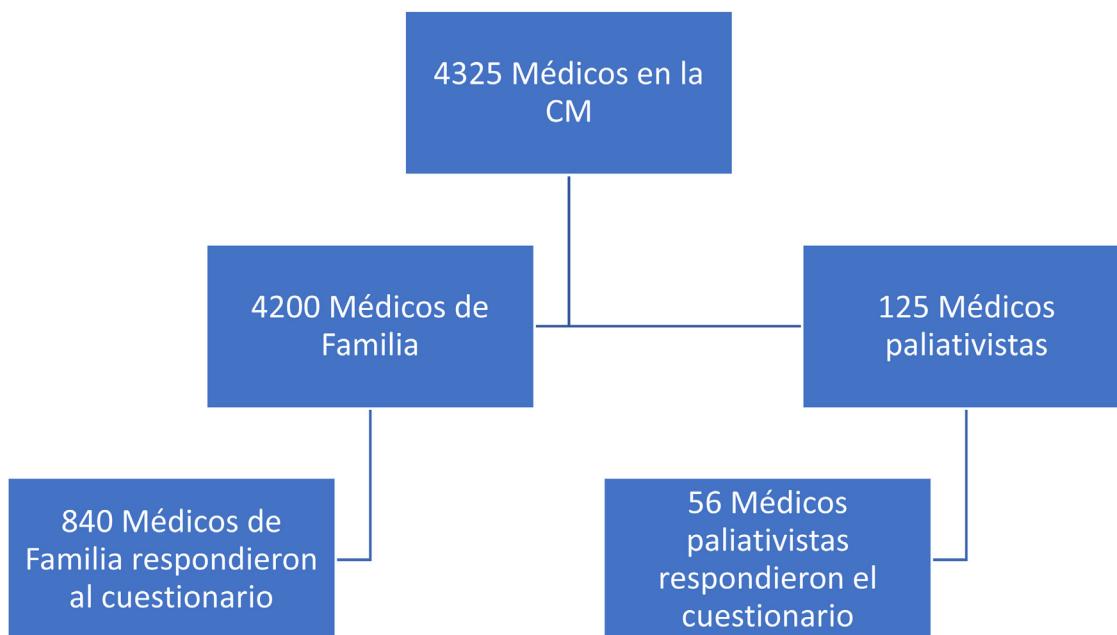 4325 Médicos en la
CM
4200 Médicos de
Familia
125 Médicos
paliativistas
840 Médicos de
Familia respondieron
al cuestionario
56 Médicos
paliativistas
respondieron el
cuestionario